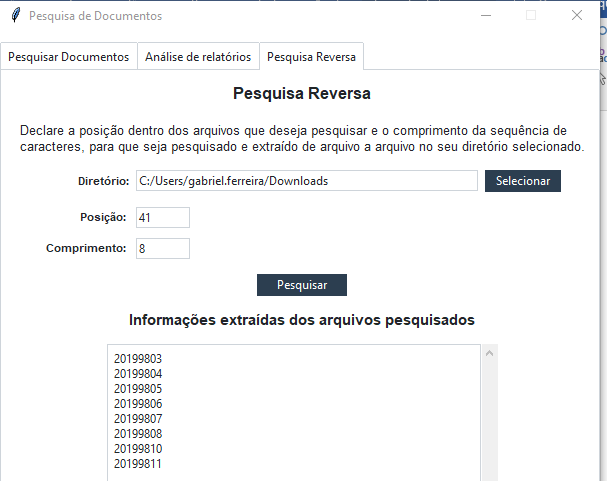 Pesquisa de Documentos
Pesquisar Documentos Análise de relatórios Pesquisa Reversa
Pesquisa Reversa
Declare a posição dentro dos arquivos que deseja pesquisar e o comprimento da sequência de
caracteres, para que seja pesquisado e extraído de arquivo a arquivo no seu diretório selecionado.
Diretório: C:/Users/gabriel.ferreira/Downloads Selecionar
Posição: 41
Comprimento: 8
Pesquisar
Informações extraídas dos arquivos pesquisados
20199803
20199804
20199805
20199806
20199807
20199808
20199810
20199811